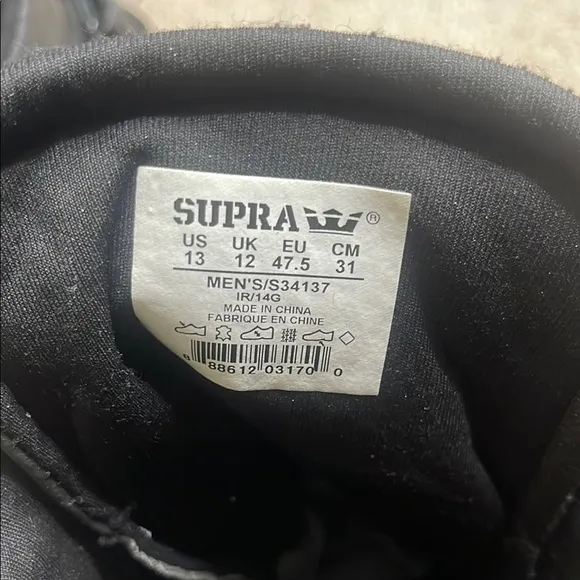 SUPRA ®
US UK EU CM
13 12 47.5 31
MEN'S/S34137
IR/14G
MADE IN CHINA
FABRIQUE EN CHINE
8 88612 03170 0